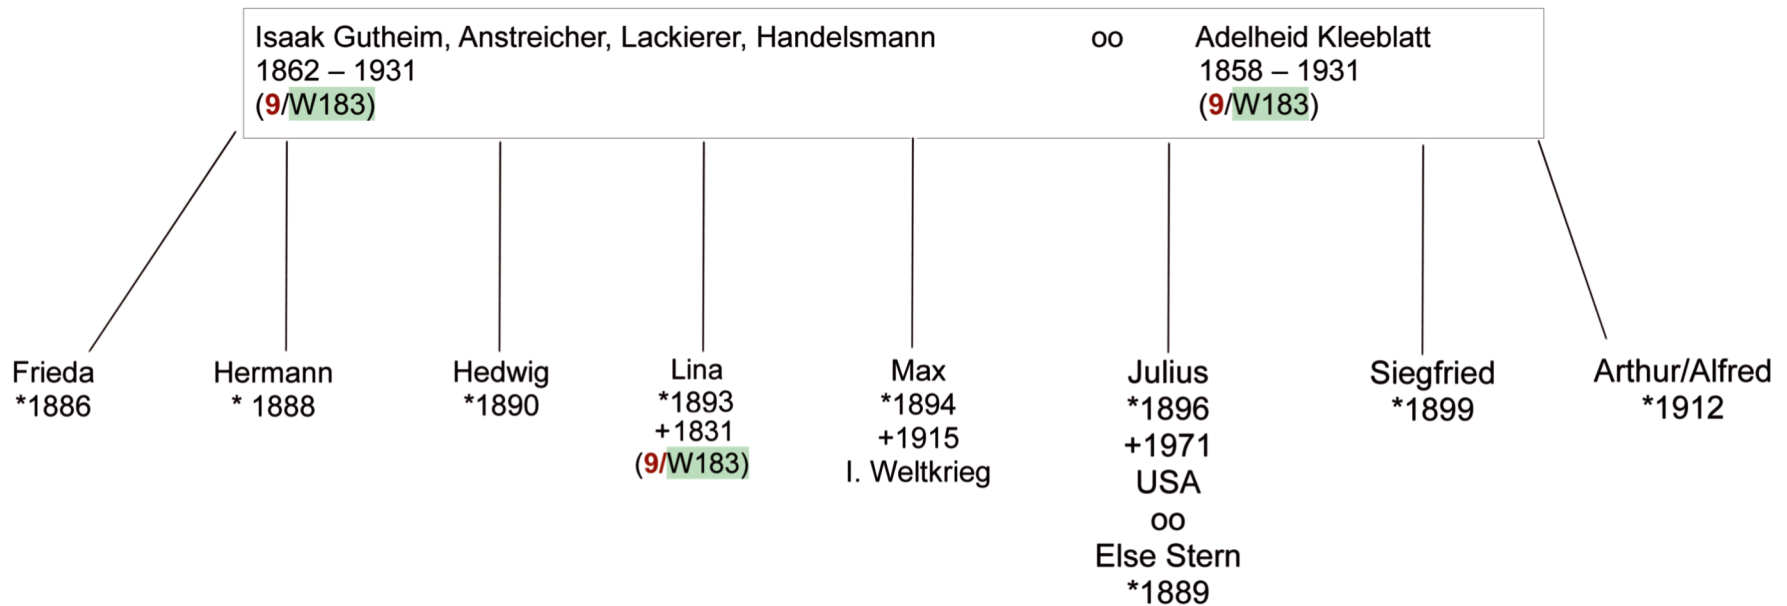 Isaak Gutheim, Anstreicher, Lackierer, Handelsmann oo Adelheid Kleeblatt
1862 – 1931 1858 – 1931
(9/W183) (9/W183)
Frieda
*1886
Hermann
* 1888
Hedwig
*1890
Lina
*1893
+1831
(9/W183)
Max
*1894
+1915
I. Weltkrieg
Julius
*1896
+1971
USA
oo
Else Stern
*1889
Siegfried
*1899
Arthur/Alfred
*1912